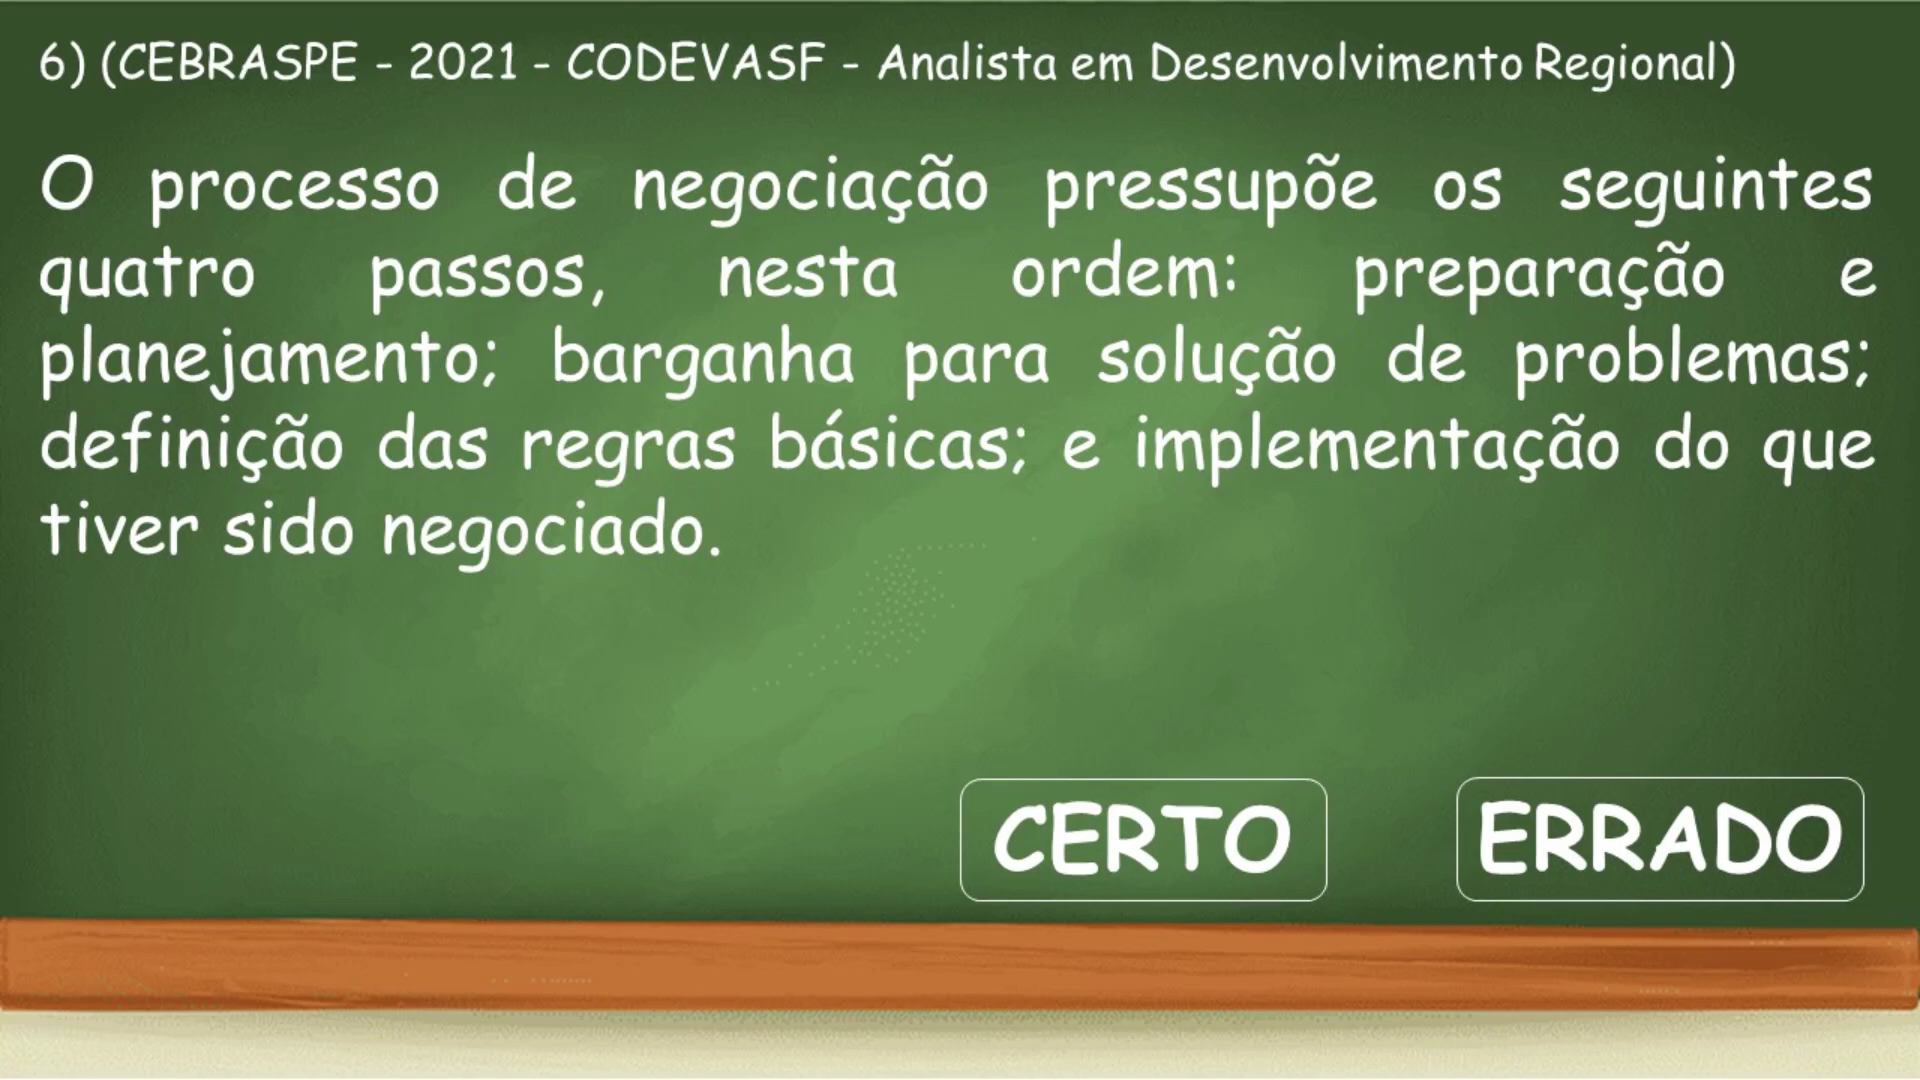 6) (CEBRASPE - 2021 - CODEVASF - Analista em Desenvolvimento Regional)
O processo de negociação pressupõe os seguintes
quatro passos, nesta ordem: preparação e
planejamento; barganha para solução de problemas;
definição das regras básicas; e implementação do que
tiver sido negociado.
CERTO ERRADO